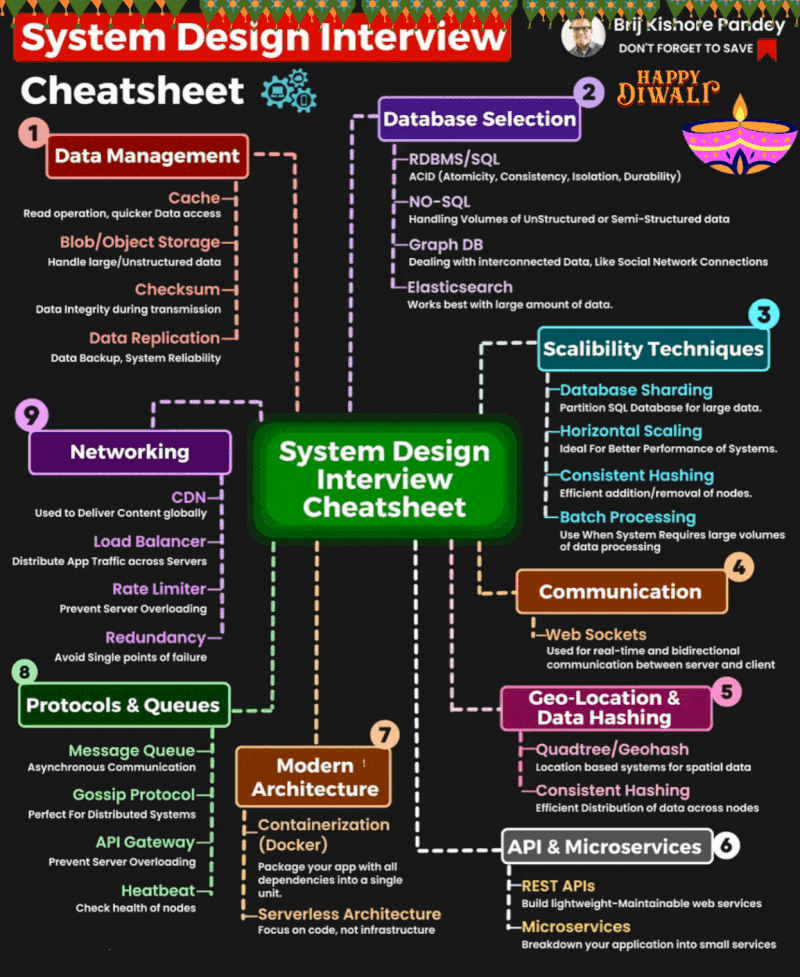 System Design Interview
Cheatsheet
Brij Kishore Pandey
DON'T FORGET TO SAVE
HAPPY
DIWALI
1
Data Management
Cache
Read operation, quicker Data access
Blob/Object Storage
Handle large/Unstructured data
Checksum
Data Integrity during transmission
Data Replication
Data Backup, System Reliability
2
Database Selection
RDBMS/SQL
ACID (Atomicity, Consistency, Isolation, Durability)
NO-SQL
Handling Volumes of UnStructured or Semi-Structured data
Graph DB
Dealing with interconnected Data, Like Social Network Connections
Elasticsearch
Works best with large amount of data.
3
Scalibility Techniques
Database Sharding
Partition SQL Database for large data.
Horizontal Scaling
Ideal For Better Performance of Systems.
Consistent Hashing
Efficient addition/removal of nodes.
Batch Processing
Use When System Requires large volumes
of data processing
System Design
Interview
Cheatsheet
4
Communication
Web Sockets
Used for real-time and bidirectional
communication between server and client
5
Geo-Location &
Data Hashing
Quadtree/Geohash
Location based systems for spatial data
Consistent Hashing
Efficient Distribution of data across nodes
6
API & Microservices
REST APIs
Build lightweight-Maintainable web services
Microservices
Breakdown your application into small services
7
Modern
Architecture
Containerization
(Docker)
Package your app with all
dependencies into a single
unit.
Serverless Architecture
Focus on code, not infrastructure
8
Protocols & Queues
Message Queue
Asynchronous Communication
Gossip Protocol
Perfect For Distributed Systems
API Gateway
Prevent Server Overloading
Heatbeat
Check health of nodes
9
Networking
CDN
Used to Deliver Content globally
Load Balancer
Distribute App Traffic across Servers
Rate Limiter
Prevent Server Overloading
Redundancy
Avoid Single points of failure